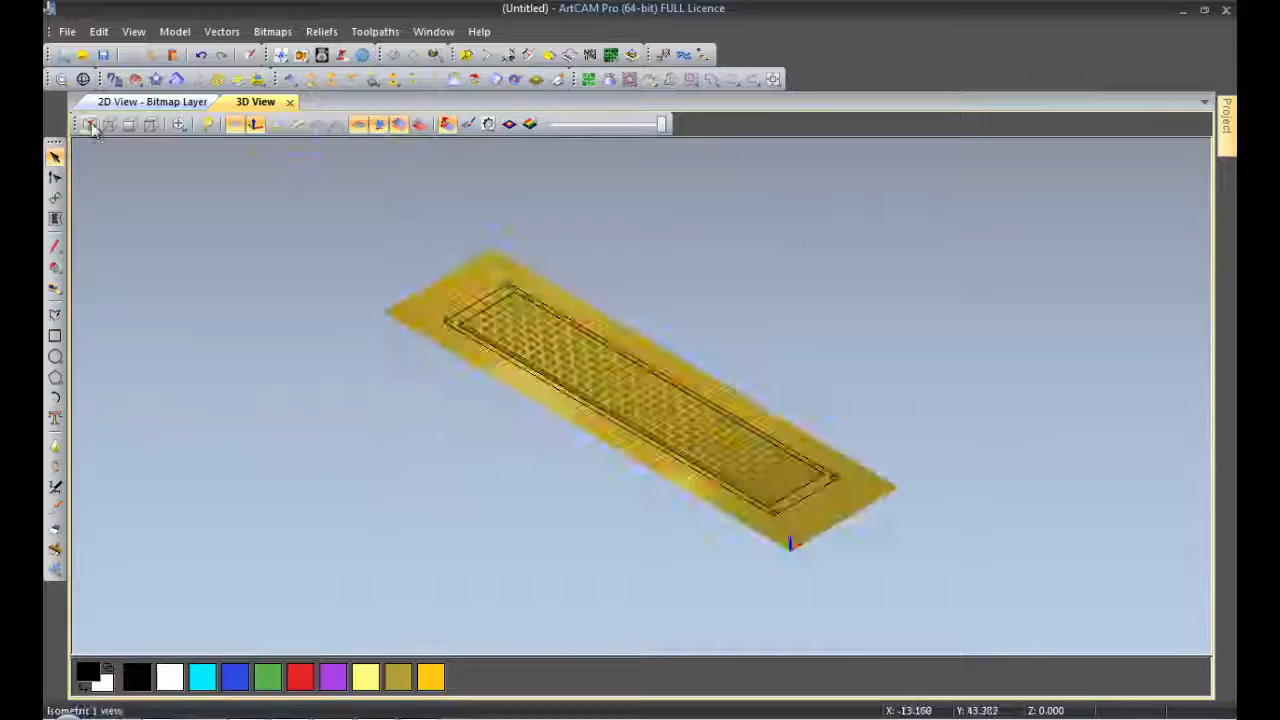 (Untitled) - ArtCAM Pro (64-bit) FULL Licence
File Edit View Model Vectors Bitmaps Reliefs Toolpaths Window Help
2D View - Bitmap Layer 3D View
Project
Isometric 1 view X: -13.160 Y: 43.383 Z: 0.000